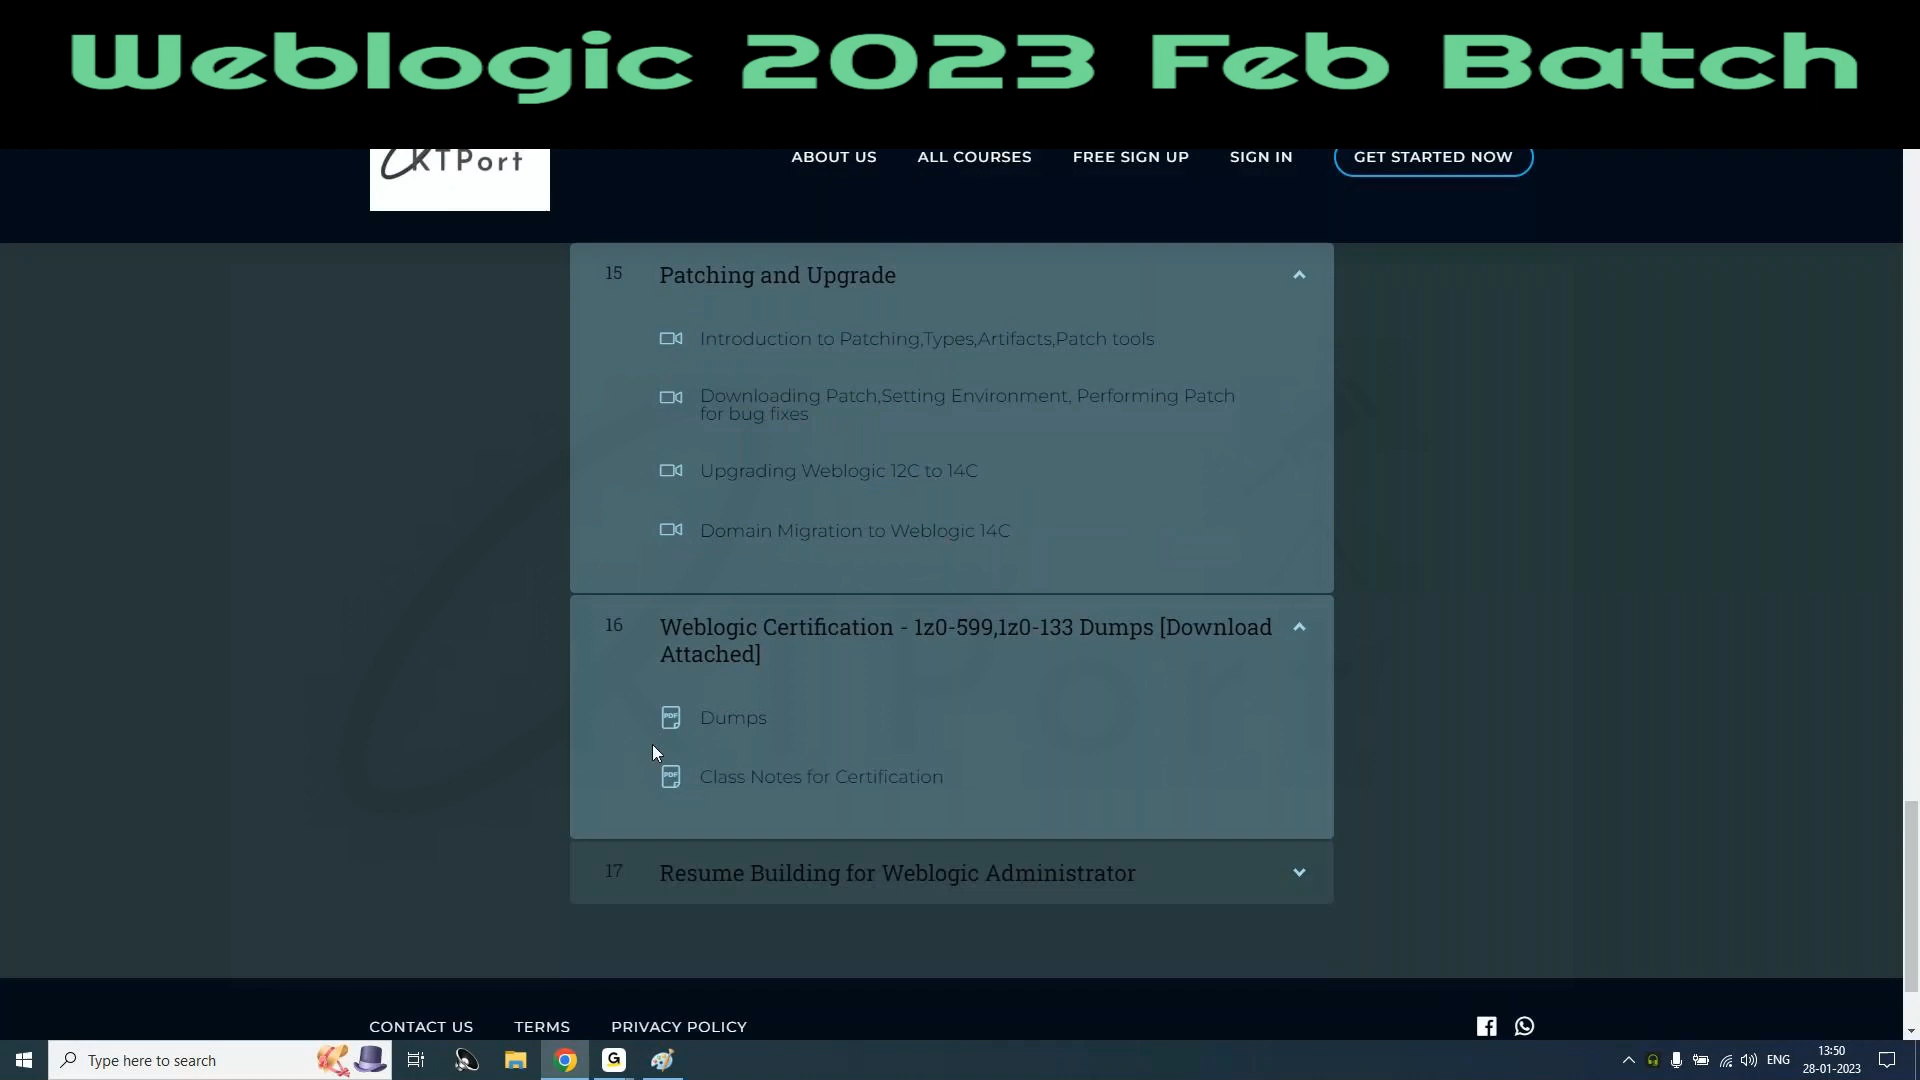 Weblogic 2023 Feb Batch
KTPort
ABOUT US
ALL COURSES
FREE SIGN UP
SIGN IN
GET STARTED NOW
15
Patching and Upgrade
Introduction to Patching,Types,Artifacts,Patch tools
Downloading Patch,Setting Environment, Performing Patch
for bug fixes
Upgrading Weblogic 12C to 14C
Domain Migration to Weblogic 14C
16
Weblogic Certification - 1z0-599,1z0-133 Dumps [Download
Attached]
PDF
Dumps
PDF
Class Notes for Certification
17
Resume Building for Weblogic Administrator
CONTACT US
TERMS
PRIVACY POLICY
Type here to search
G
ENG
13:50
28-01-2023